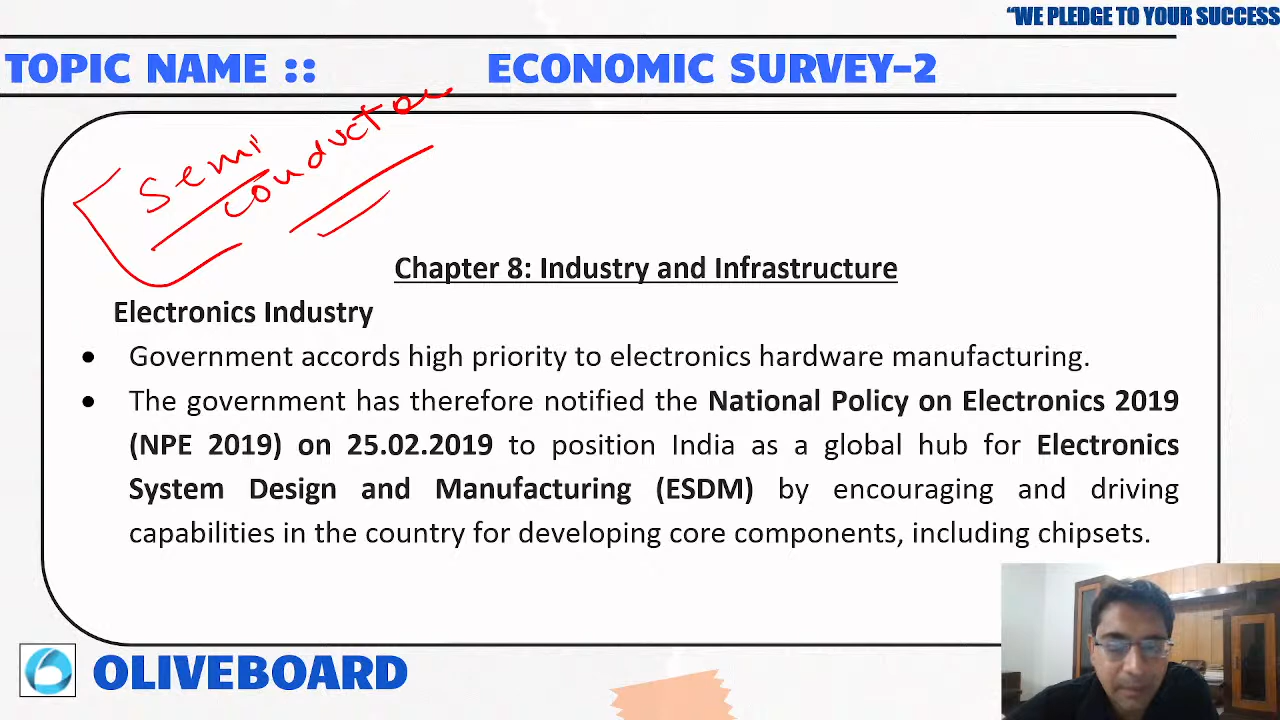 “WE PLEDGE TO YOUR SUCCESS
TOPIC NAME :: ECONOMIC SURVEY-2
Semi
conductor
Chapter 8: Industry and Infrastructure
Electronics Industry
• Government accords high priority to electronics hardware manufacturing.
• The government has therefore notified the National Policy on Electronics 2019
(NPE 2019) on 25.02.2019 to position India as a global hub for Electronics
System Design and Manufacturing (ESDM) by encouraging and driving
capabilities in the country for developing core components, including chipsets.
OLIVEBOARD